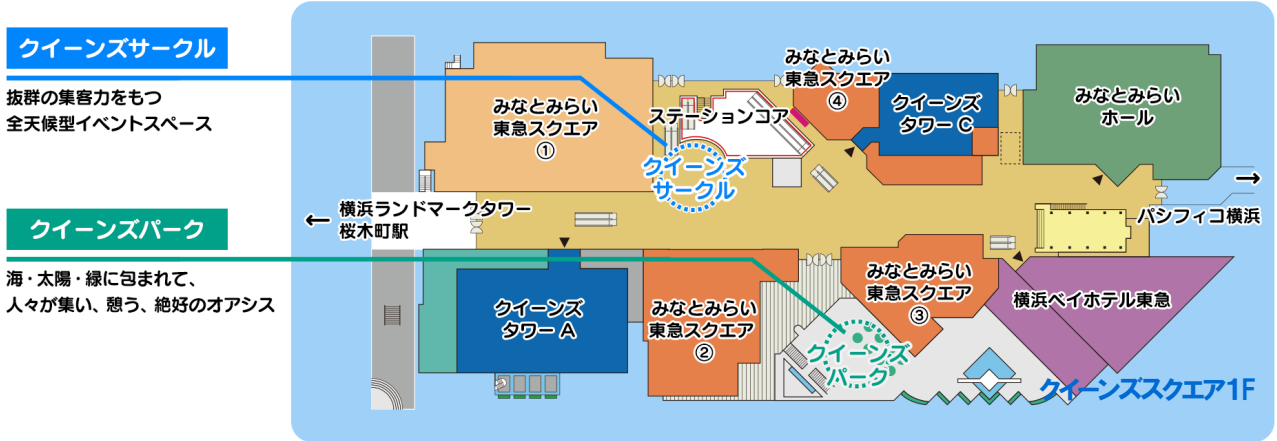 クイーンズサークル
抜群の集客力をもつ
全天候型イベントスペース
クイーンズパーク
海・太陽・緑に包まれて、
人々が集い、憩う、絶好のオアシス
みなとみらい
東急スクエア
①
ステーションコア
クイーンズ
サークル
みなとみらい
東急スクエア
④
クイーンズ
タワー C
みなとみらい
ホール
← 横浜ランドマークタワー
桜木町駅
→
パシフィコ横浜
クイーンズ
タワー A
みなとみらい
東急スクエア
②
みなとみらい
東急スクエア
③
クイーンズ
パーク
横浜ベイホテル東急
クイーンズスクエア1F